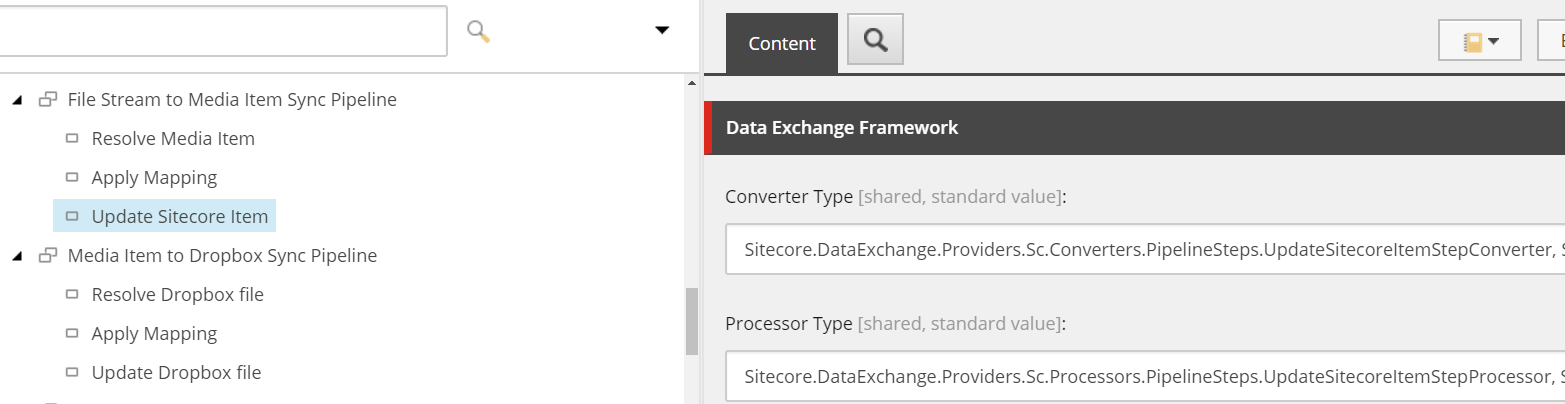 File Stream to Media Item Sync Pipeline
Resolve Media Item
Apply Mapping
Update Sitecore Item
Media Item to Dropbox Sync Pipeline
Resolve Dropbox file
Apply Mapping
Update Dropbox file
Content
Data Exchange Framework
Converter Type [shared, standard value]:
Sitecore.DataExchange.Providers.Sc.Converters.PipelineSteps.UpdateSitecoreItemStepConverter,
Processor Type [shared, standard value]:
Sitecore.DataExchange.Providers.Sc.Processors.PipelineSteps.UpdateSitecoreItemStepProcessor,